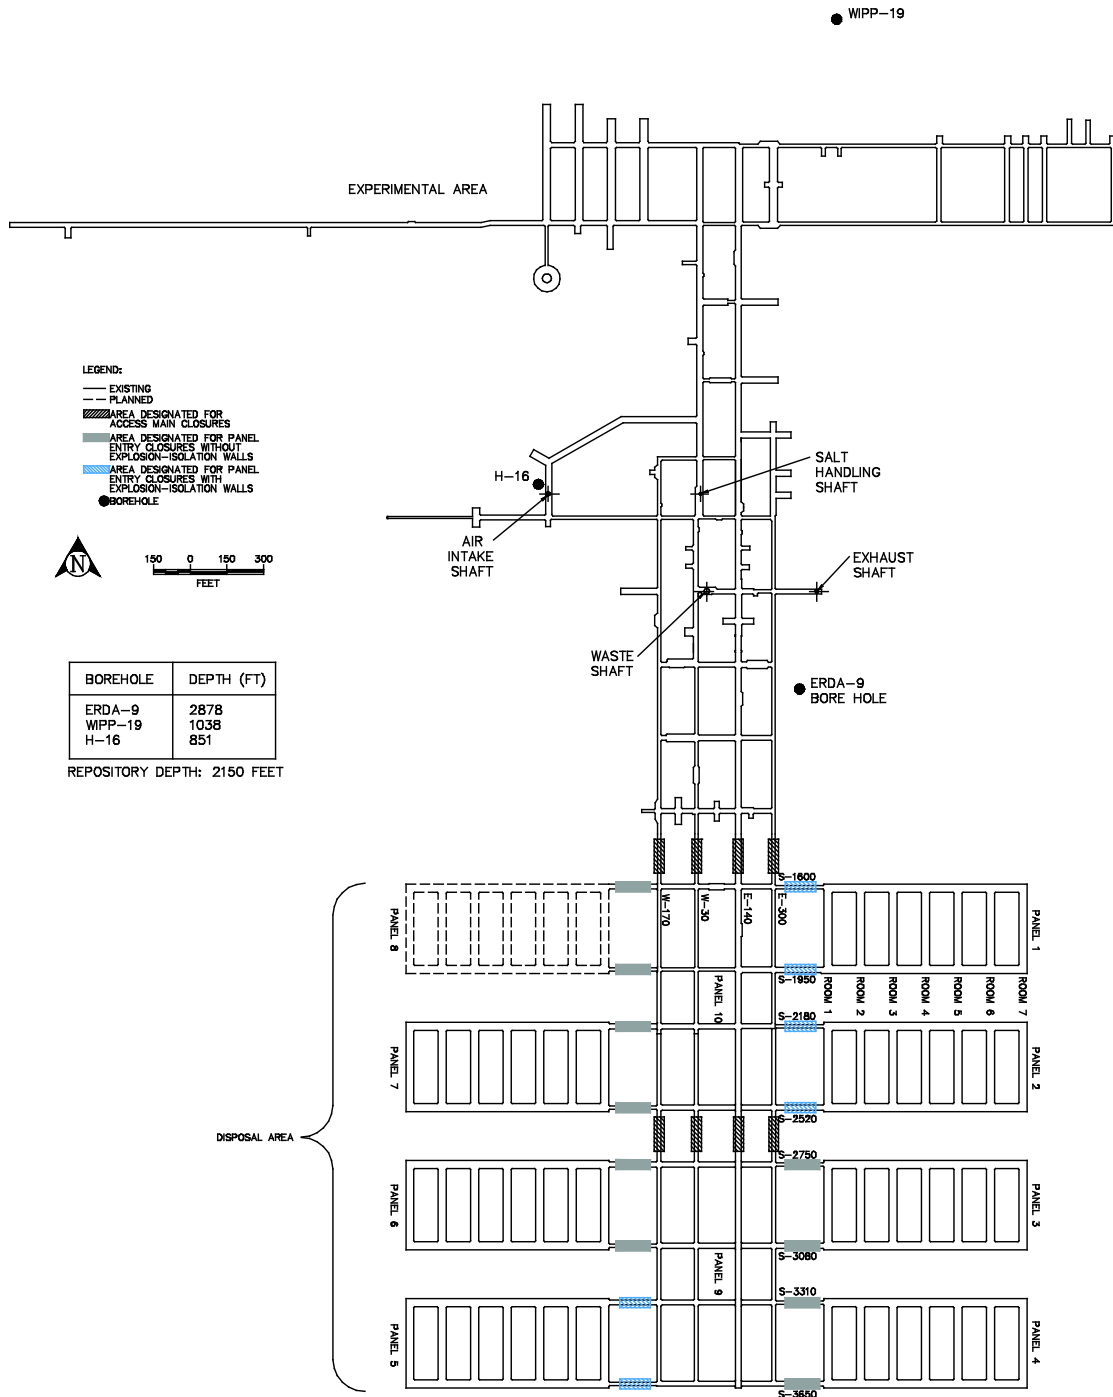 WIPP-19
EXPERIMENTAL AREA
LEGEND:
EXISTING
PLANNED
AREA DESIGNATED FOR
ACCESS MAIN CLOSURES
AREA DESIGNATED FOR PANEL
ENTRY CLOSURES WITHOUT
EXPLOSION-ISOLATION WALLS
AREA DESIGNATED FOR PANEL
ENTRY CLOSURES WITH
EXPLOSION-ISOLATION WALLS
BOREHOLE
H-16
SALT
HANDLING
SHAFT
AIR
INTAKE
SHAFT
EXHAUST
SHAFT
N
150 0 150 300
FEET
WASTE
SHAFT
ERDA-9
BORE HOLE
BOREHOLE DEPTH (FT)
ERDA-9 2878
WIPP-19 1038
H-16 851
REPOSITORY DEPTH: 2150 FEET
S-1600
W-170
W-30
E-140
E-300
PANEL 8
PANEL 1
S-1950
PANEL 10
ROOM 1
ROOM 2
ROOM 3
ROOM 4
ROOM 5
ROOM 6
ROOM 7
S-2180
PANEL 7
PANEL 2
S-2520
DISPOSAL AREA
S-2750
PANEL 6
PANEL 3
S-3080
PANEL 9
S-3310
PANEL 5
PANEL 4
S-3650